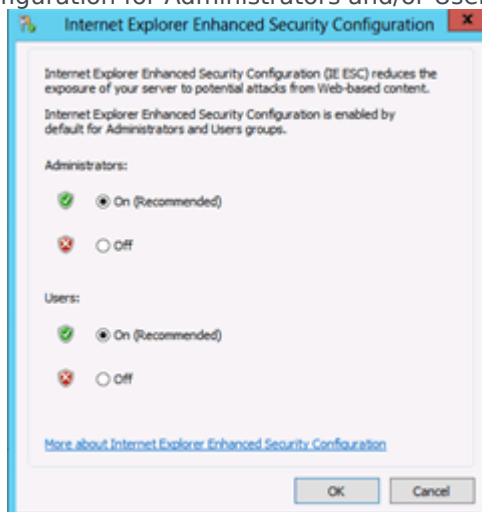 guration for Administrators and/or Use
Internet Explorer Enhanced Security Configuration
Internet Explorer Enhanced Security Configuration (IE ESC) reduces the
exposure of your server to potential attacks from Web-based content.
Internet Explorer Enhanced Security Configuration is enabled by
default for Administrators and Users groups.
Administrators:
On (Recommended)
Off
Users:
On (Recommended)
Off
More about Internet Explorer Enhanced Security Configuration
OK Cancel